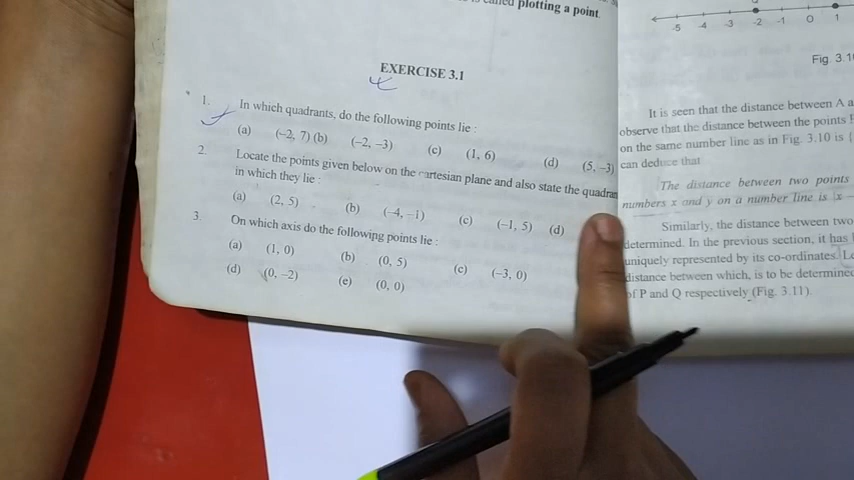 plotting a point
EXERCISE 3.1
1. In which quadrants, do the following points lie :
(a) (–2, 7) (b) (–2, –3) (c) (1, 6) (d) (5, –3)
2. Locate the points given below on the cartesian plane and also state the
in which they lie :
(a) (2, 5) (b) (–4, –1) (c) (–1, 5) (d)
3. On which axis do the following points lie :
(a) (1, 0) (b) (0, 5) (c) (–3, 0)
(d) (0, –2) (e) (0, 0)
-5 -4 -3 -2 -1 0 1
Fig 3.1
It is seen that the distance between A
observe that the distance between the points
on the same number line as in Fig. 3.10 is
can deduce that
The distance between two points
numbers x and y on a number line is |x –
Similarly, the distance between two
determined. In the previous section, it has
uniquely represented by its co-ordinates.
distance between which, is to be
of P and Q respectively (Fig. 3.11).